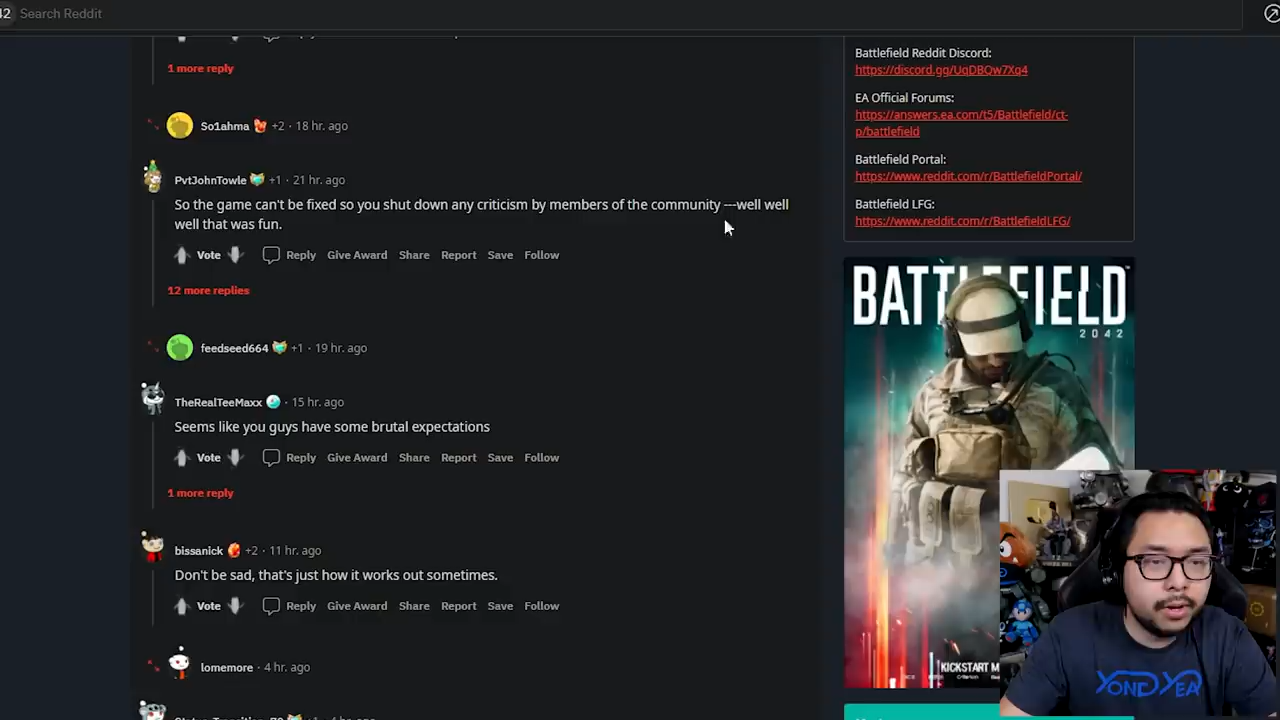 42 Search Reddit
1 more reply
So1ahma +2 · 18 hr. ago
PvtJohnTowle +1 · 21 hr. ago
So the game can't be fixed so you shut down any criticism by members of the community ---well well
well that was fun.
Vote Reply Give Award Share Report Save Follow
12 more replies
feedseed664 +1 · 19 hr. ago
TheRealTeeMaxx · 15 hr. ago
Seems like you guys have some brutal expectations
Vote Reply Give Award Share Report Save Follow
1 more reply
bissanick +2 · 11 hr. ago
Don't be sad, that's just how it works out sometimes.
Vote Reply Give Award Share Report Save Follow
lomemore · 4 hr. ago
Battlefield Reddit Discord:
https://discord.gg/UqDBQw7Xq4
EA Official Forums:
https://answers.ea.com/t5/Battlefield/ct-
p/battlefield
Battlefield Portal:
https://www.reddit.com/r/BattlefieldPortal/
Battlefield LFG:
https://www.reddit.com/r/BattlefieldLFG/
BATTLEFIELD
2042
KICKSTART M
YONGYEA